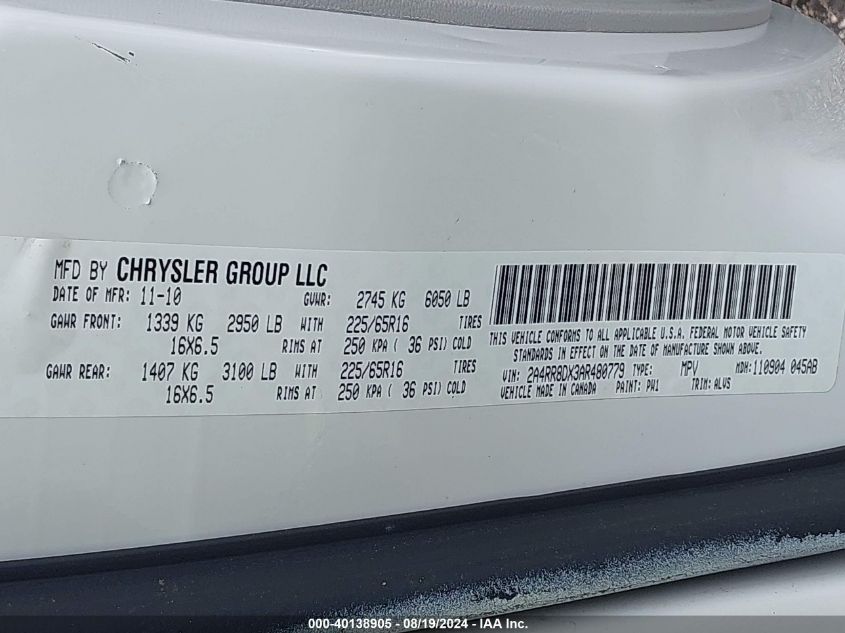 MFD BY CHRYSLER GROUP LLC
DATE OF MFR: 11-10 GVWR: 2745 KG 6050 LB
GAWR FRONT: 1339 KG 2950 LB WITH 225/65R16 TIRES
16X6.5 RIMS AT 250 KPA ( 36 PSI) COLD
GAWR REAR: 1407 KG 3100 LB WITH 225/65R16 TIRES
16X6.5 RIMS AT 250 KPA ( 36 PSI) COLD
THIS VEHICLE CONFORMS TO ALL APPLICABLE U.S.A. FEDERAL MOTOR VEHICLE SAFETY
STANDARDS IN EFFECT ON THE DATE OF MANUFACTURE SHOWN ABOVE.
VIN: 2A4RR8DX3AR480779 TYPE: MPV MDH: 110904 045AB
VEHICLE MADE IN CANADA PAINT: PW1 TRIM: ALVS
000-40138905 - 08/19/2024 - IAA Inc.